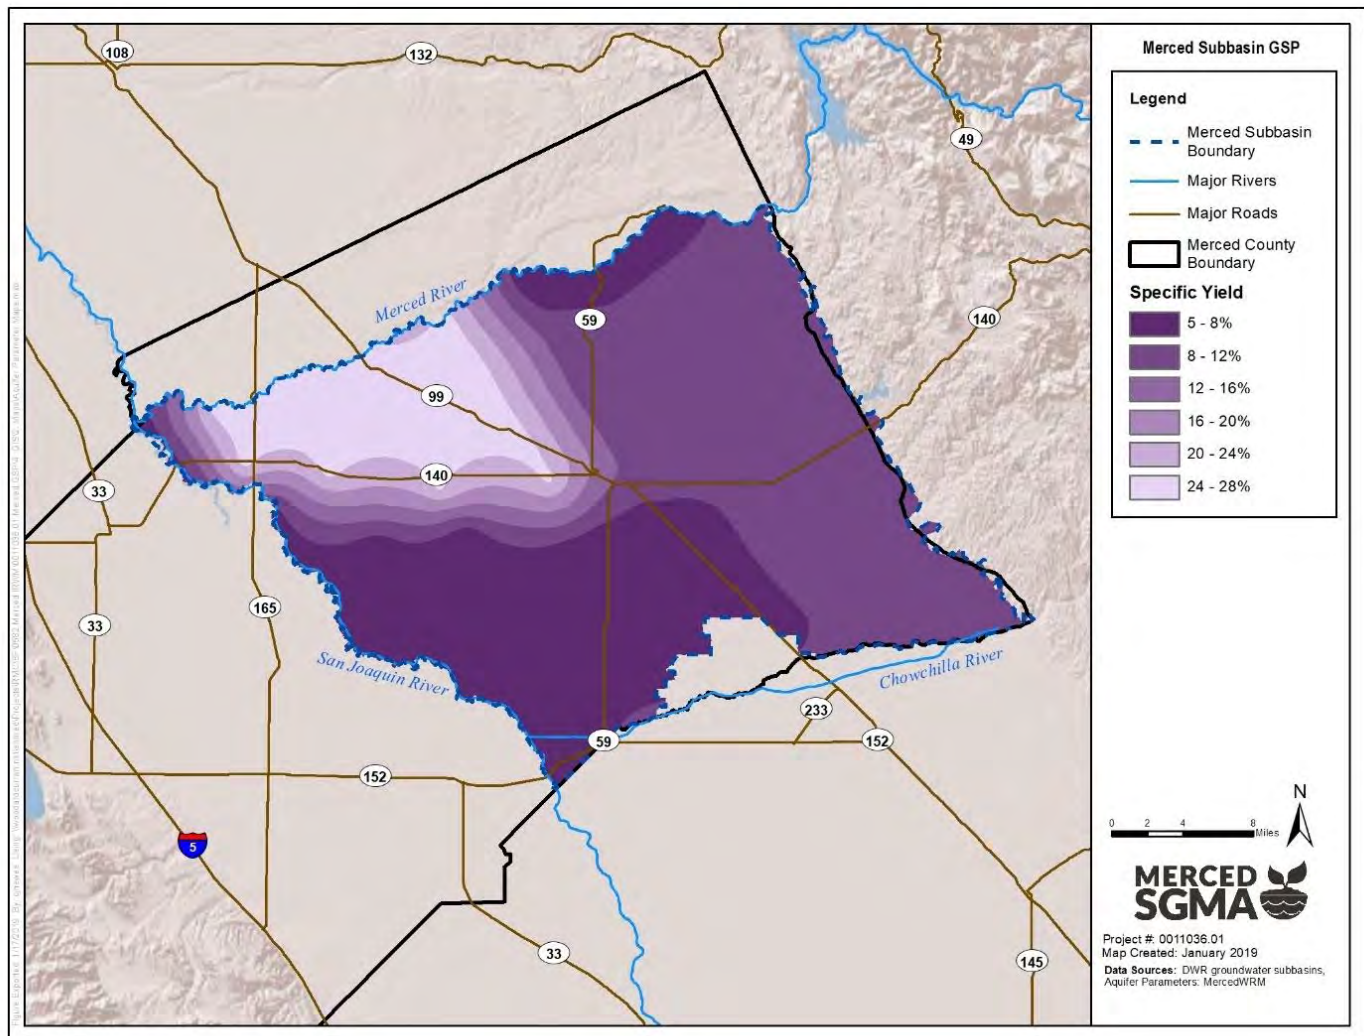 Merced Subbasin GSP
Legend
Merced Subbasin
Boundary
Major Rivers
Major Roads
Merced County
Boundary
Specific Yield
5 - 8%
8 - 12%
12 - 16%
16 - 20%
20 - 24%
24 - 28%
108
132
49
Merced River
59
140
99
140
33
165
33
San Joaquin River
Chowchilla River
233
59
152
152
5
33
145
N
0 2 4 8
Miles
MERCED
SGMA
Project #: 0011036.01
Map Created: January 2019
Data Sources: DWR groundwater subbasins,
Aquifer Parameters: MercedWRM